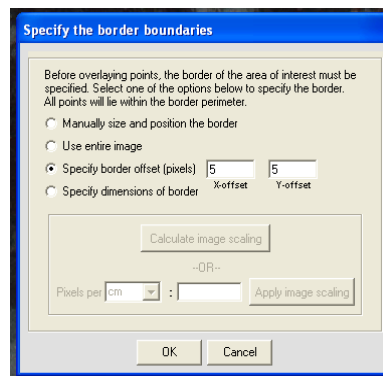 Specify the border boundaries
Before overlaying points, the border of the area of interest must be
specified. Select one of the options below to specify the border.
All points will lie within the border perimeter.
Manually size and position the border
Use entire image
Specify border offset (pixels) 5 5
X-offset Y-offset
Specify dimensions of border
Calculate image scaling
--OR--
Pixels per cm : Apply image scaling
OK Cancel